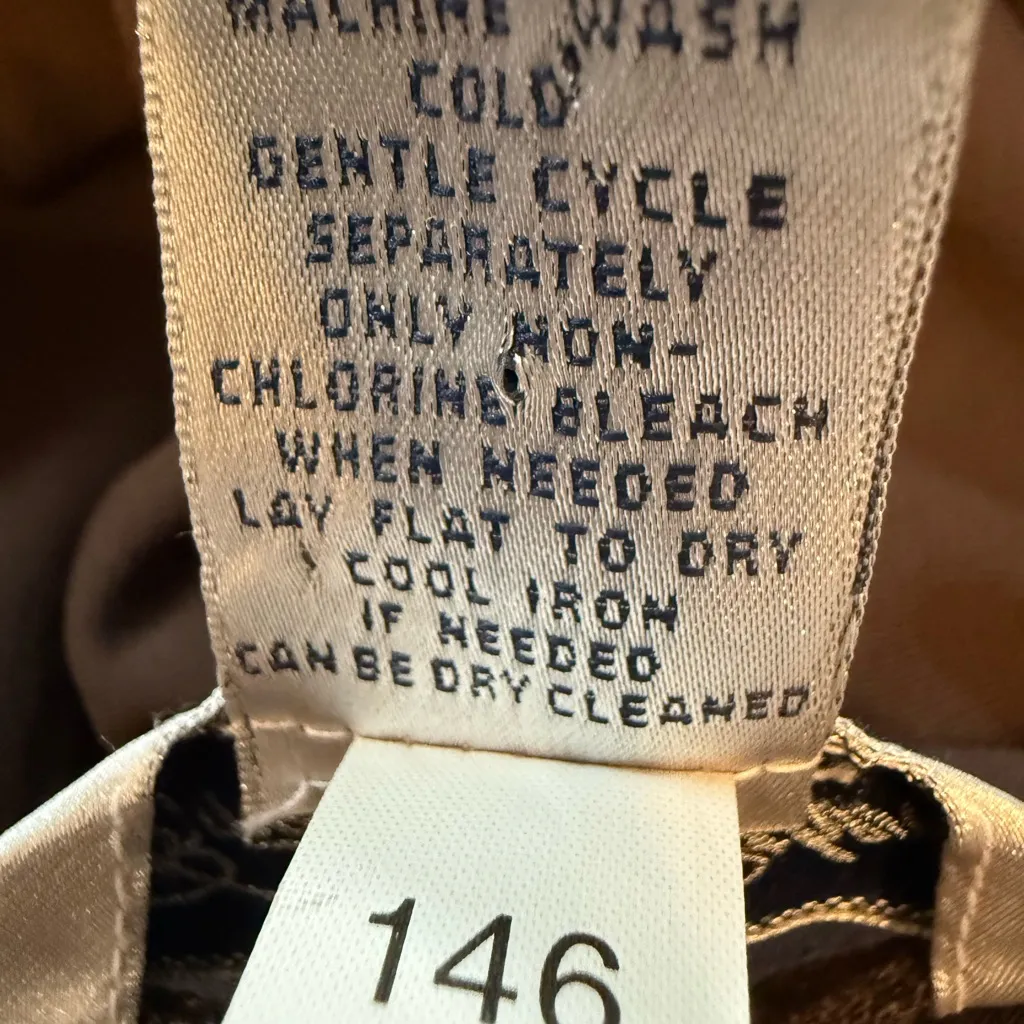 MACHINE WASH
COLD,
GENTLE CYCLE
SEPARATELY
ONLY NON-
CHLORINE BLEACH
WHEN NEEDED
LAY FLAT TO DRY
COOL IRON
IF NEEDED
CAN BE DRY CLEANED
146